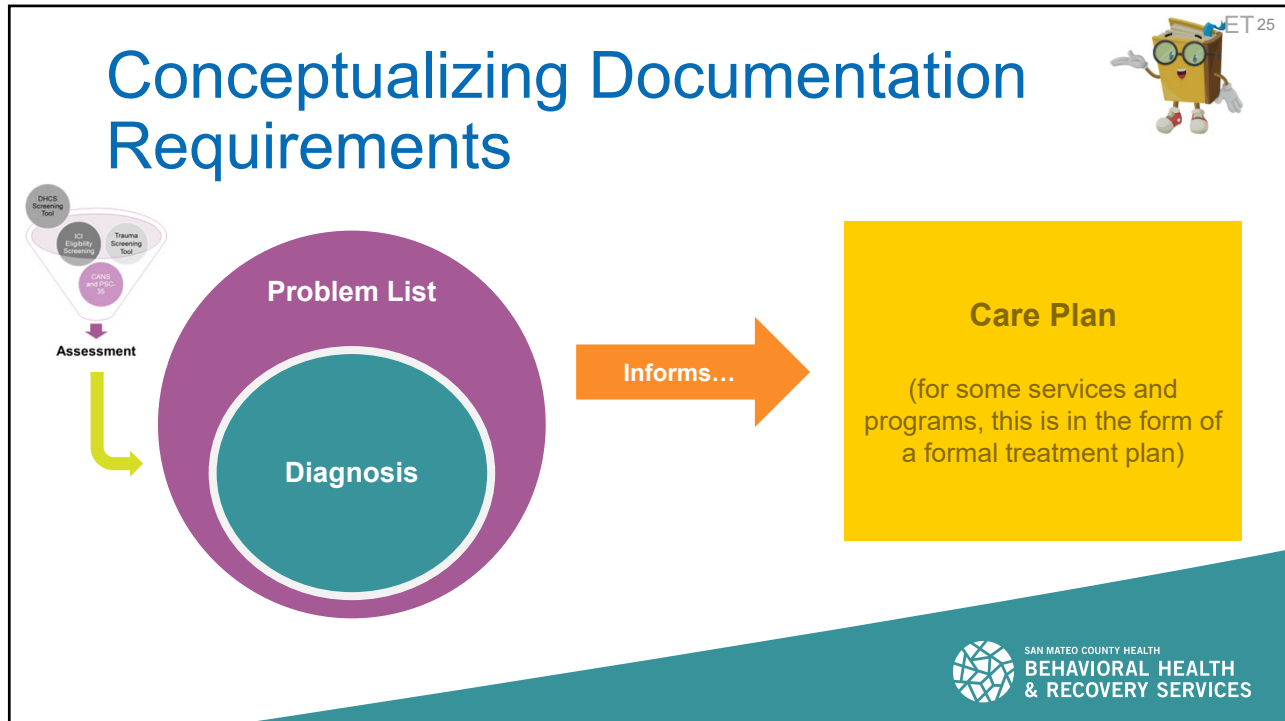 ET 25
Conceptualizing Documentation
Requirements
DHCS
Screening
Tool
ICI
Eligibility
Screening
Trauma
Screening
Tool
CANS
and PSC-
35
Assessment
Problem List
Diagnosis
Informs…
Care Plan
(for some services and
programs, this is in the form of
a formal treatment plan)
SAN MATEO COUNTY HEALTH
BEHAVIORAL HEALTH
& RECOVERY SERVICES